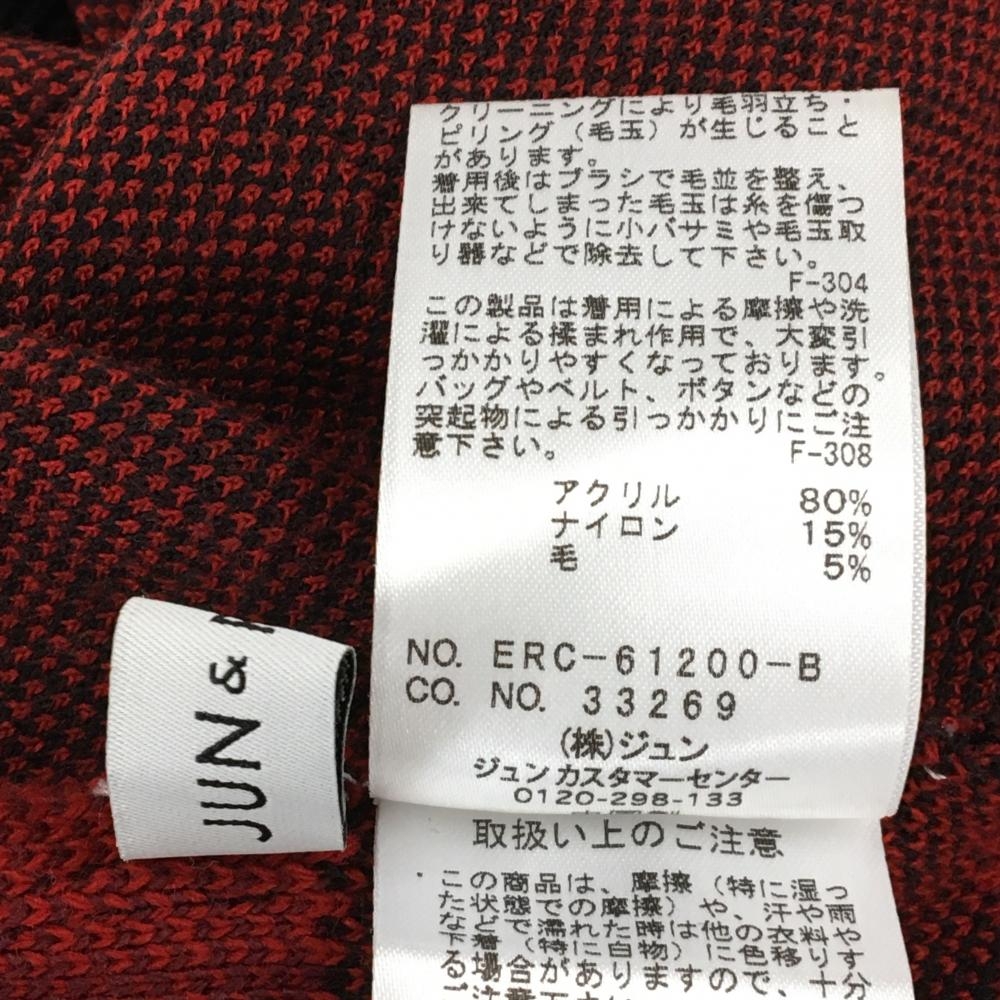 クリーニングにより毛羽立ち・
ピリング(毛玉)が生じること
があります。
着用後はブラシで毛並を整え、
出来てしまった毛玉は糸を傷つ
けないように小バサミや毛玉取
り器などで除去して下さい。
F-304
この製品は着用による摩擦や洗
濯による揉まれ作用で、大変引
っかかりやすくなっております。
バッグやベルト、ボタンなどの
突起物による引っかかりにご注
意下さい。
F-308
アクリル 80%
ナイロン 15%
毛 5%
NO. ERC-61200-B
CO. NO. 33269
(株)ジュン
ジュン カスタマーセンター
0120-298-133
取扱い上のご注意
・この商品は、摩擦(特に湿っ
た状態での摩擦)や、汗や雨
などで濡れた時は他の衣料や
下着(特に白物)に色移りす
る場合がありますので、十分
ご注意下さい
JUN &